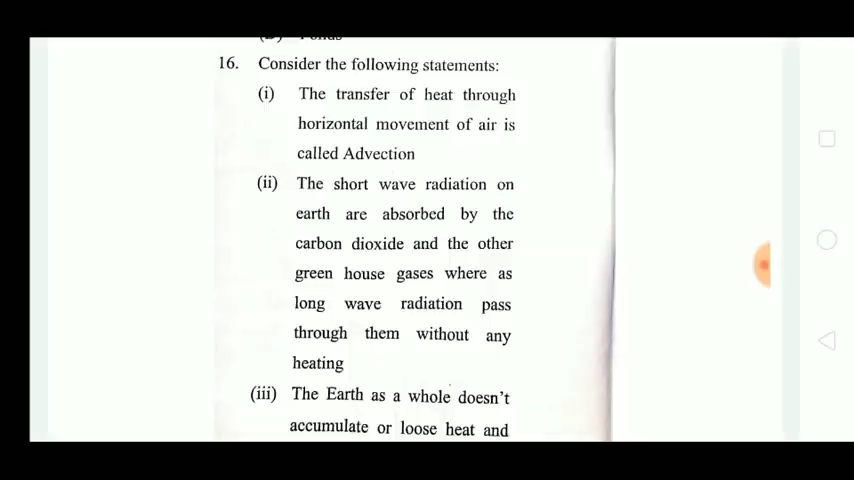 16. Consider the following statements:
(i) The transfer of heat through
horizontal movement of air is
called Advection
(ii) The short wave radiation on
earth are absorbed by the
carbon dioxide and the other
green house gases where as
long wave radiation pass
through them without any
heating
(iii) The Earth as a whole doesn't
accumulate or loose heat and